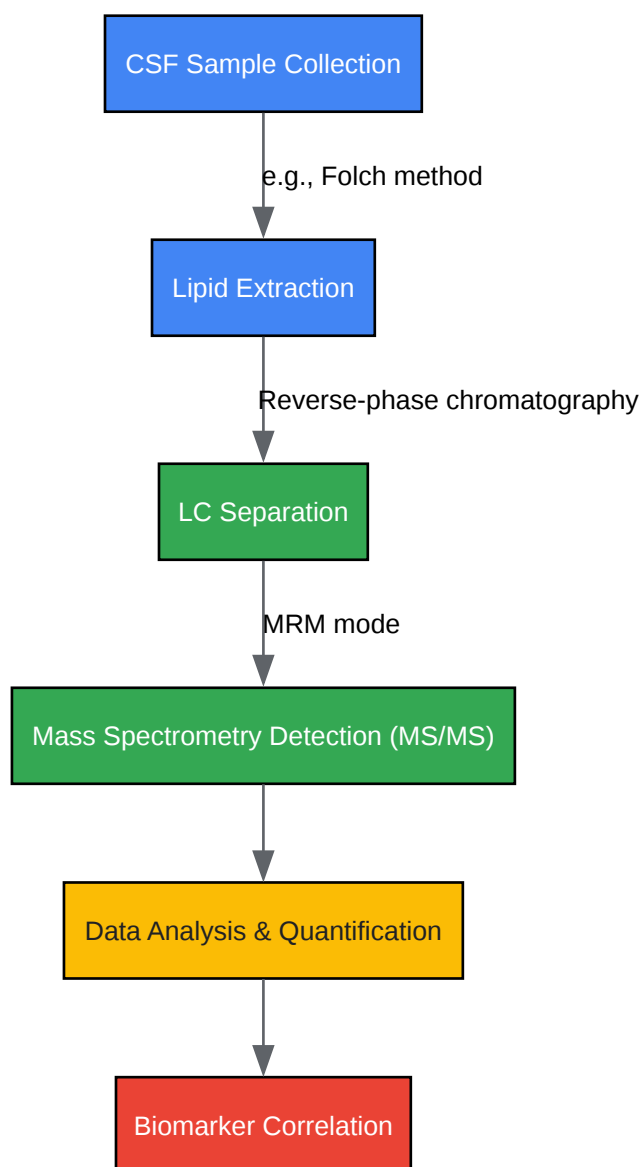 CSF Sample Collection
e.g., Folch method
Lipid Extraction
Reverse-phase chromatography
LC Separation
MRM mode
Mass Spectrometry Detection (MS/MS)
Data Analysis & Quantification
Biomarker Correlation